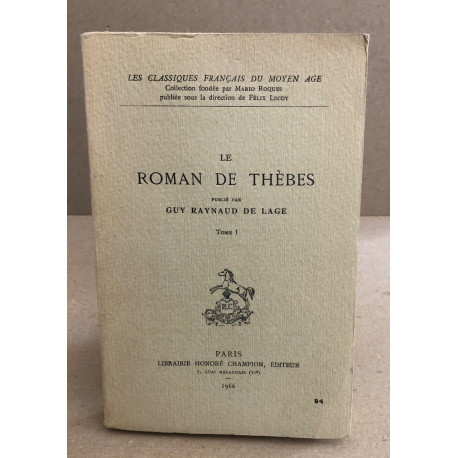 LES CLASSIQUES FRANÇAIS DU MOYEN AGE
Collection fondée par MARIO ROQUES
publiée sous la direction de FÉLIX LECOY
LE
ROMAN DE THÈBES
PUBLIÉ PAR
GUY RAYNAUD DE LAGE
TOME I
PARIS
LIBRAIRIE HONORÉ CHAMPION, ÉDITEUR
7, QUAI MALAQUAIS (VIe)
1966
94